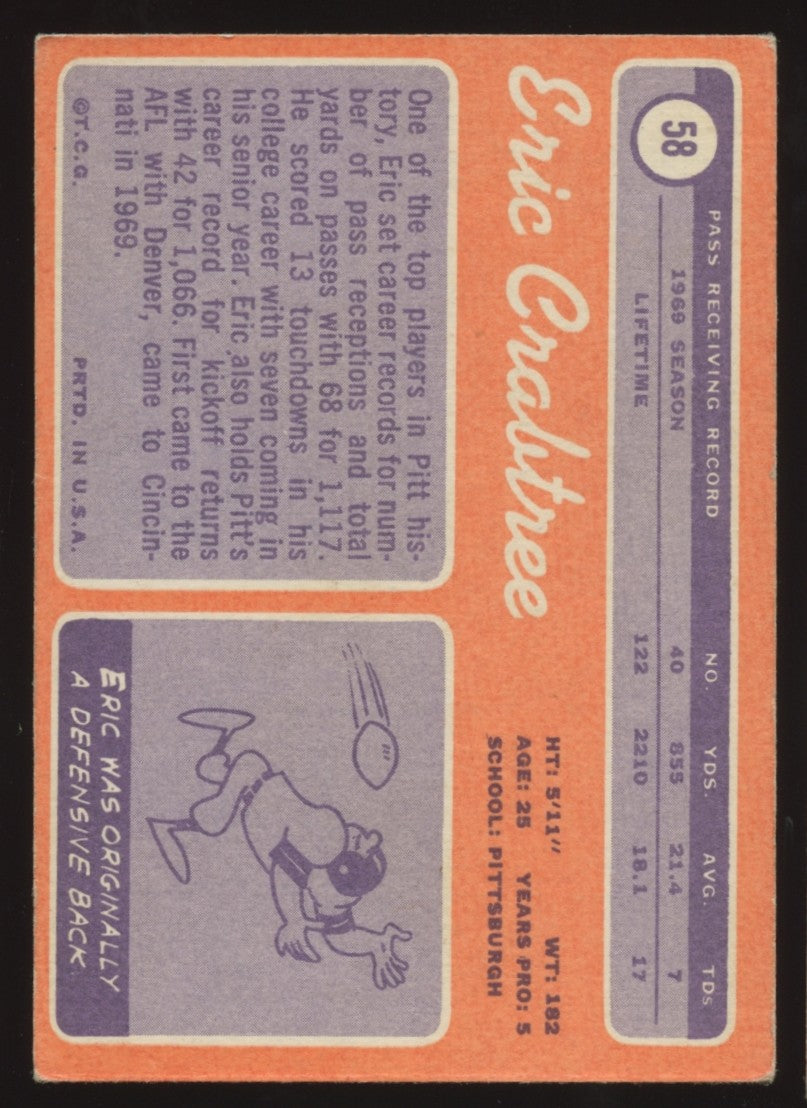 58
PASS RECEIVING RECORD NO. YDS. AVG. TDs
1969 SEASON 40 855 21.4 7
LIFETIME 122 2210 18.1 17
Eric Crabtree
HT: 5'11" WT: 182
AGE: 25 YEARS PRO: 5
SCHOOL: PITTSBURGH
One of the top players in Pitt his-
tory, Eric set career records for num-
ber of pass receptions and total
yards on passes with 68 for 1,117.
He scored 13 touchdowns in his
college career with seven coming in
his senior year. Eric also holds Pitt's
career record for kickoff returns
with 42 for 1,066. First came to the
AFL with Denver, came to Cincin-
nati in 1969.
©T.C.G. PRTD. IN U.S.A.
ERIC WAS ORIGINALLY
A DEFENSIVE BACK.